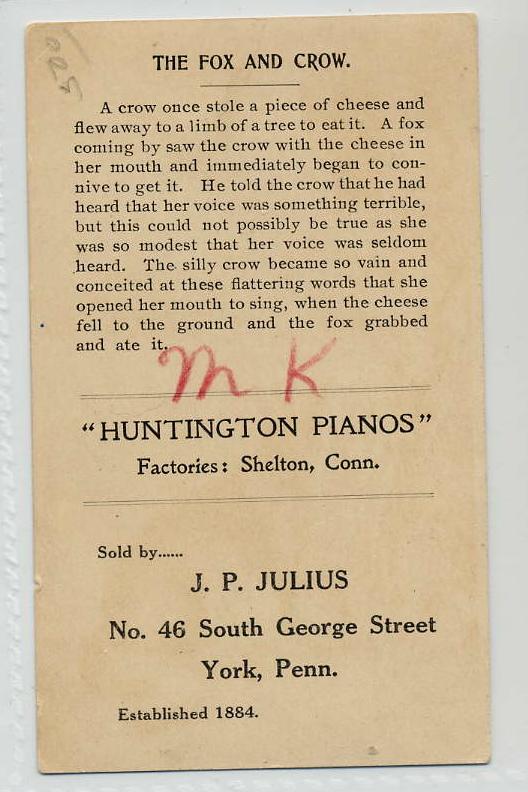 THE FOX AND CROW.
A crow once stole a piece of cheese and
flew away to a limb of a tree to eat it. A fox
coming by saw the crow with the cheese in
her mouth and immediately began to con-
nive to get it. He told the crow that he had
heard that her voice was something terrible,
but this could not possibly be true as she
was so modest that her voice was seldom
heard. The silly crow became so vain and
conceited at these flattering words that she
opened her mouth to sing, when the cheese
fell to the ground and the fox grabbed
and ate it.
M K
"HUNTINGTON PIANOS"
Factories: Shelton, Conn.
Sold by......
J. P. JULIUS
No. 46 South George Street
York, Penn.
Established 1884.